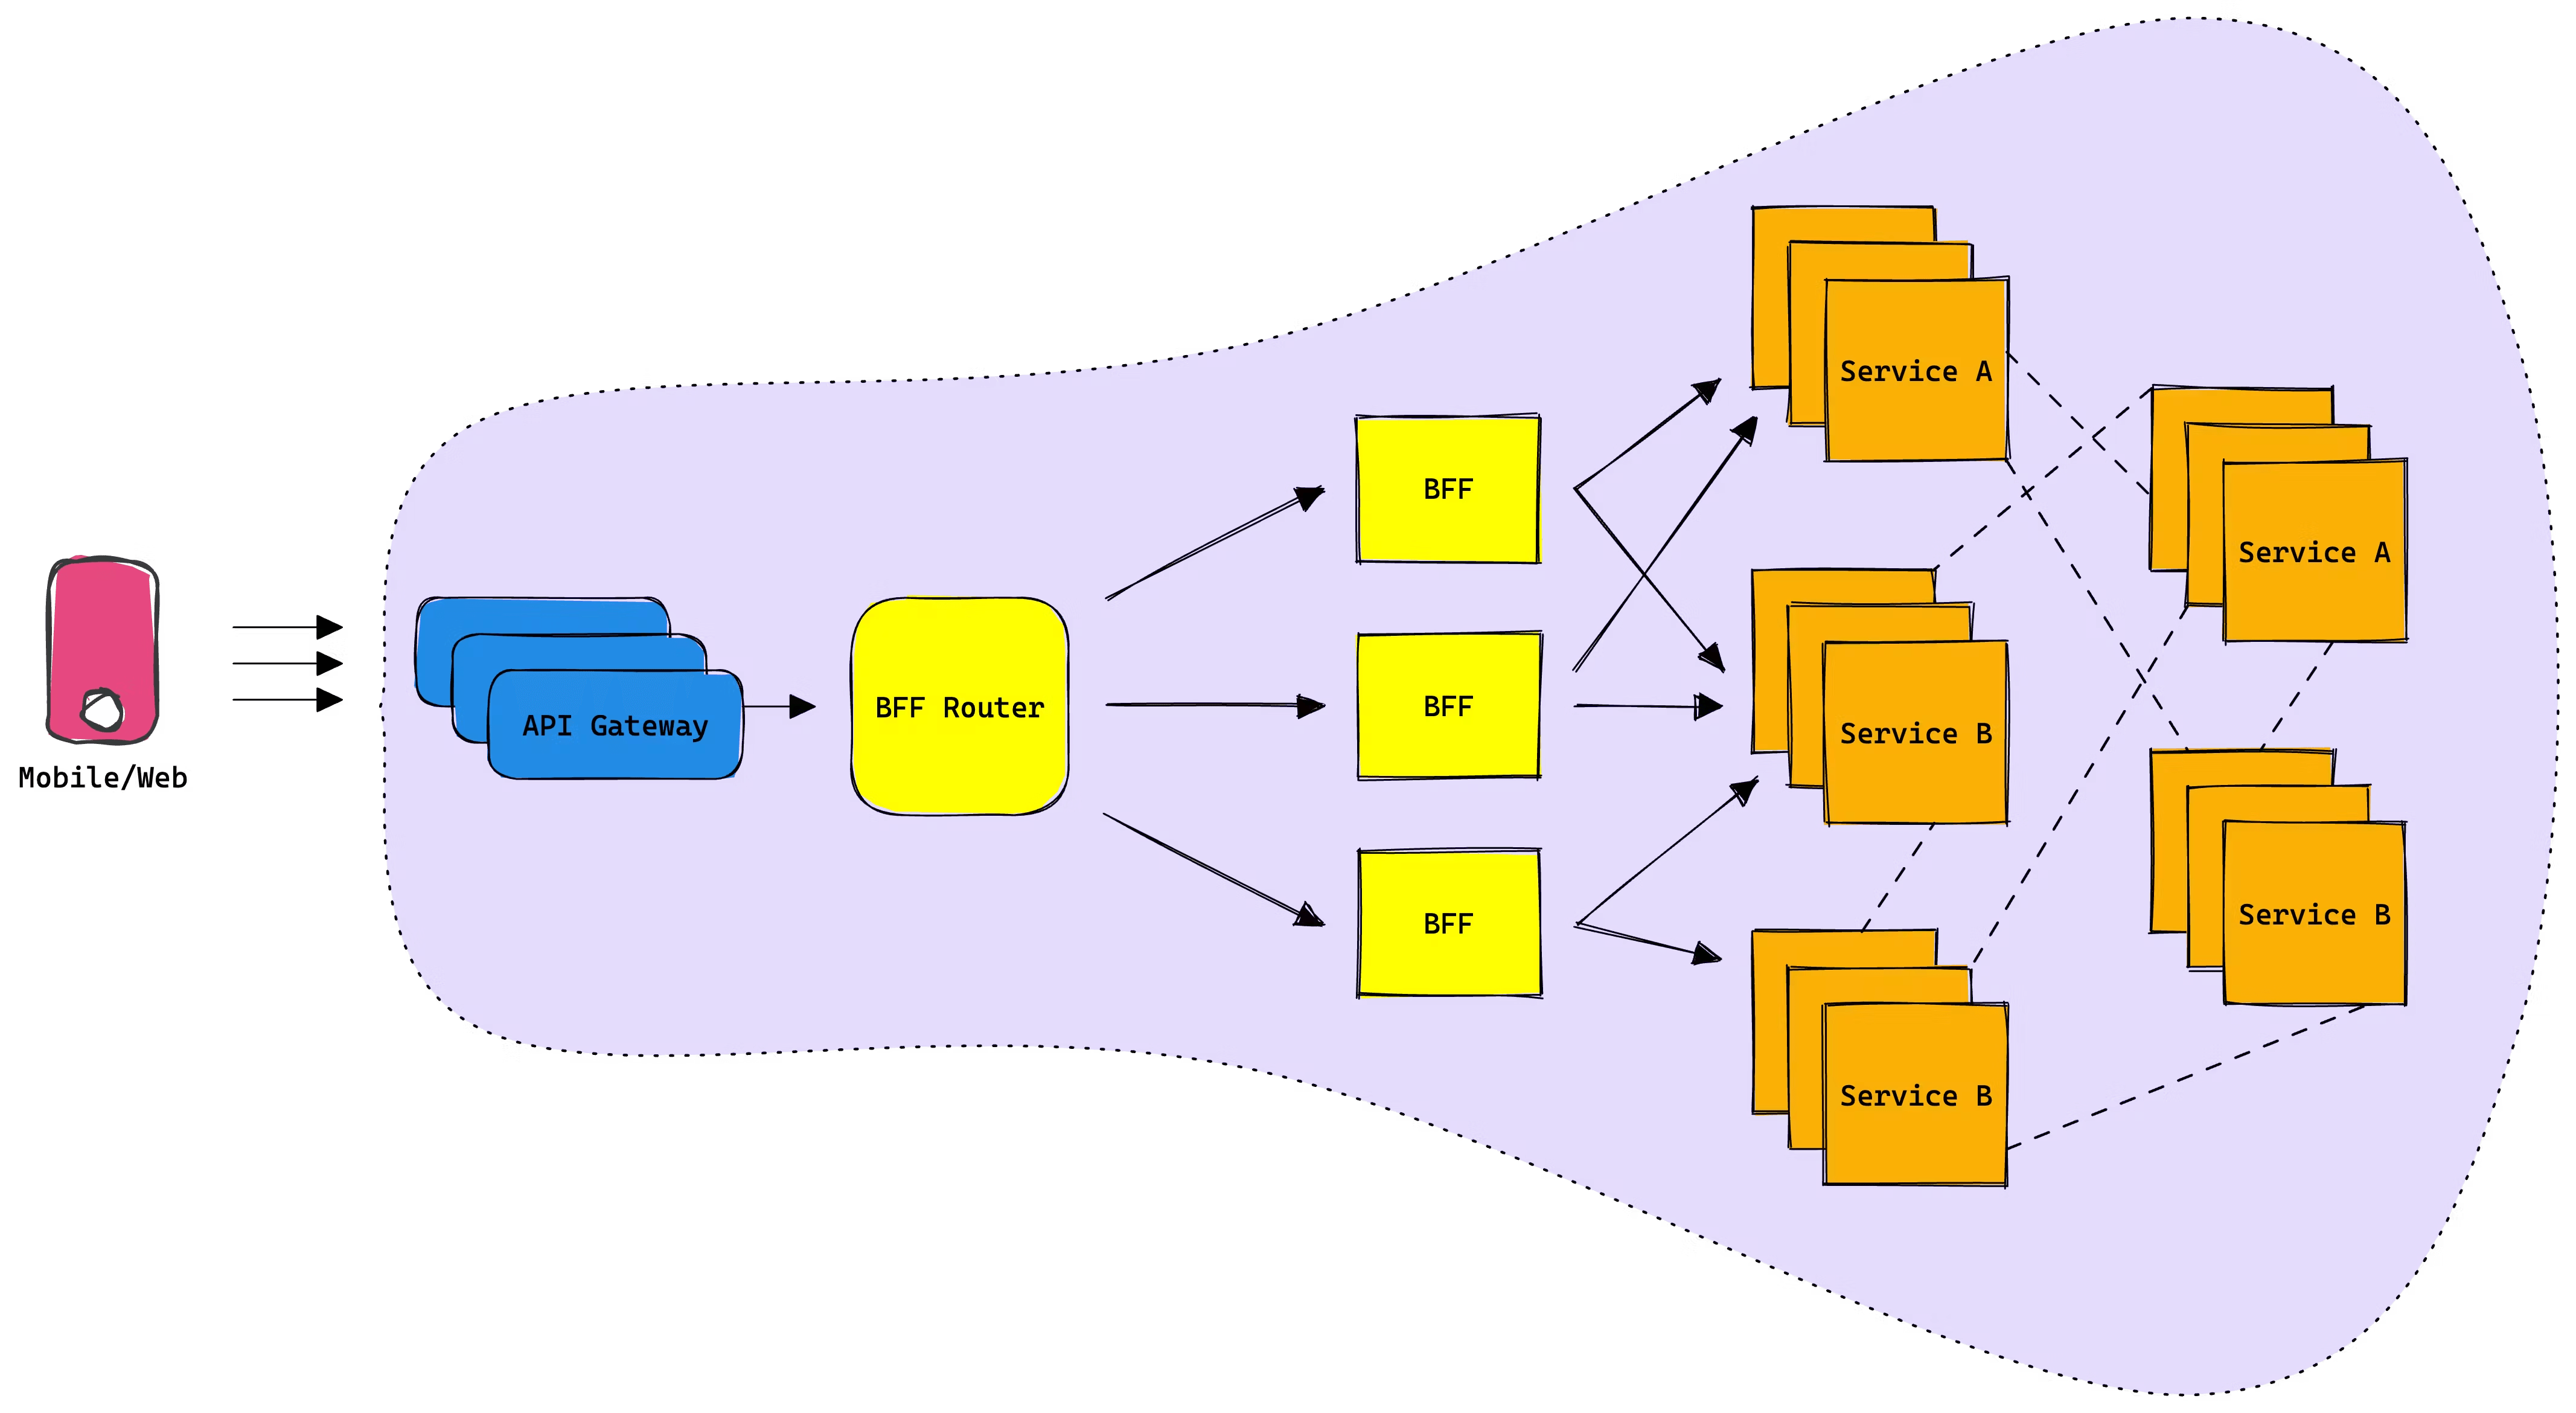 Mobile/Web
API Gateway
BFF Router
BFF
BFF
BFF
Service A
Service B
Service B
Service A
Service B